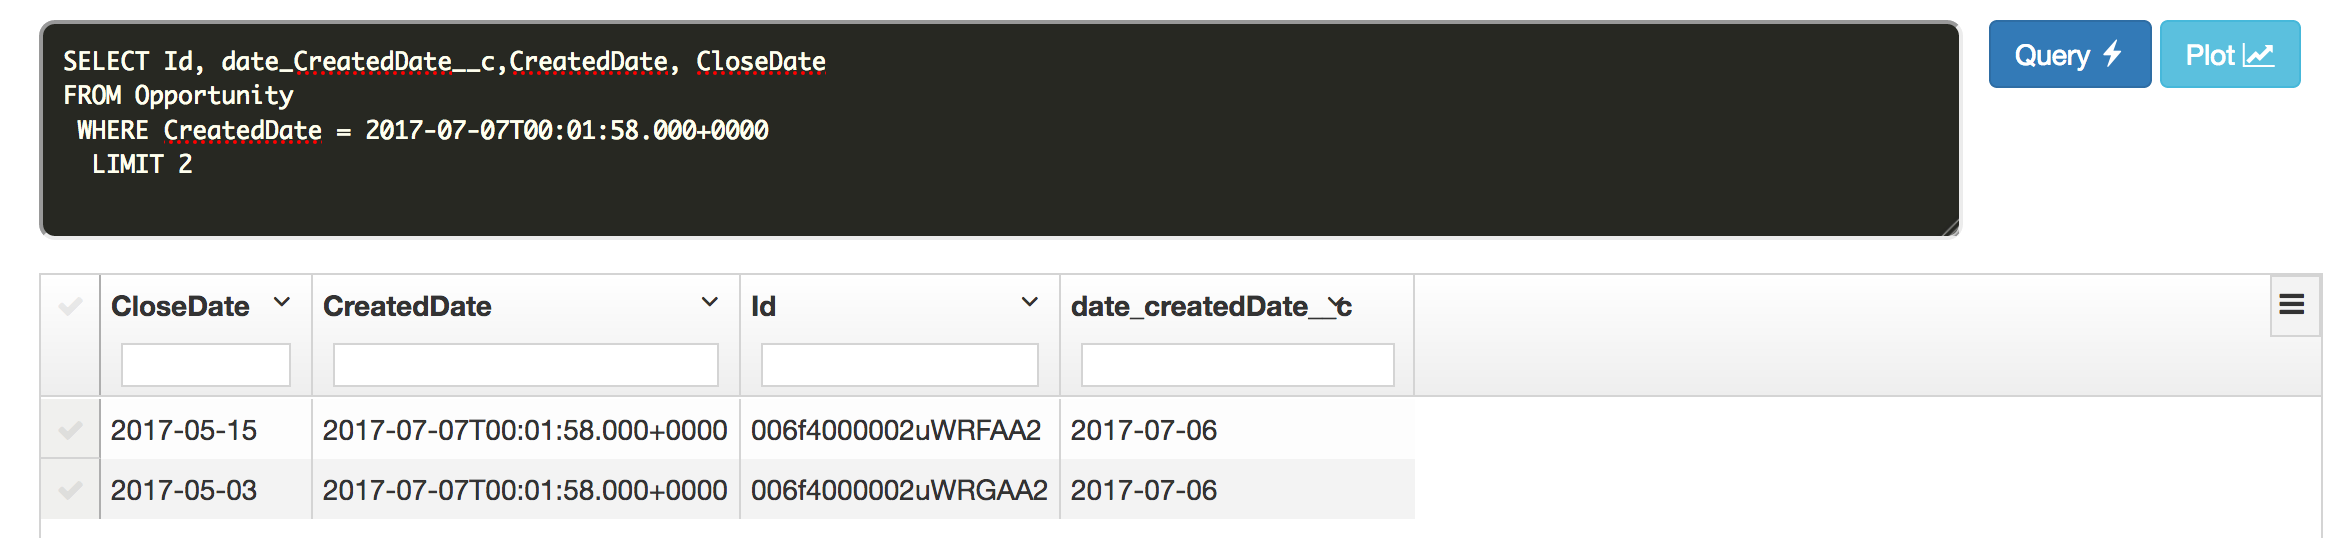 SELECT Id, date_CreatedDate__c,CreatedDate, CloseDate
FROM Opportunity
WHERE CreatedDate = 2017-07-07T00:01:58.000+0000
LIMIT 2
Query
Plot
CloseDate CreatedDate Id date_createdDate__c
2017-05-15 2017-07-07T00:01:58.000+0000 006f4000002uWRFAA2 2017-07-06
2017-05-03 2017-07-07T00:01:58.000+0000 006f4000002uWRGAA2 2017-07-06